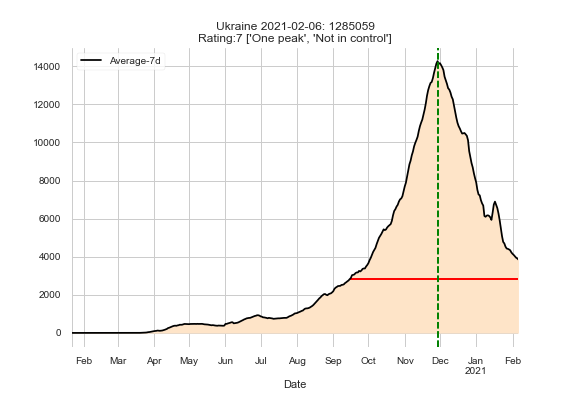 Ukraine 2021-02-06: 1285059
Rating:7 ['One peak', 'Not in control']
Average-7d
14000
12000
10000
8000
6000
4000
2000
0
Feb Mar Apr May Jun Jul Aug Sep Oct Nov Dec Jan Feb
2021
Date